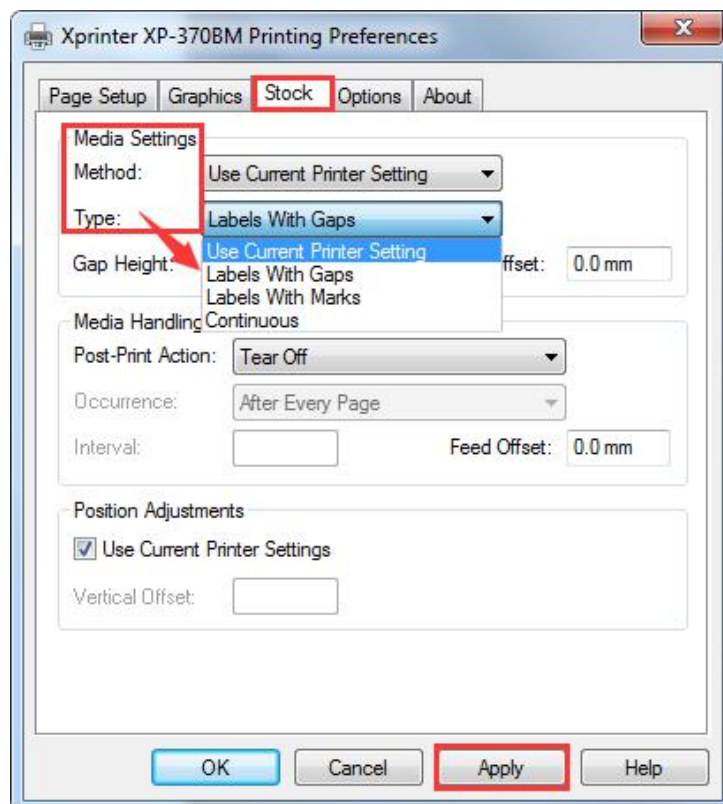 Xprinter XP-370BM Printing Preferences
X
Page Setup Graphics Stock Options About
Media Settings
Method: Use Current Printer Setting
Type: Labels With Gaps
Use Current Printer Setting
Gap Height: ffset: 0.0 mm
Labels With Gaps
Labels With Marks
Continuous
Media Handling
Post-Print Action: Tear Off
Occurrence: After Every Page
Interval: Feed Offset: 0.0 mm
Position Adjustments
Use Current Printer Settings
Vertical Offset:
OK Cancel Apply Help